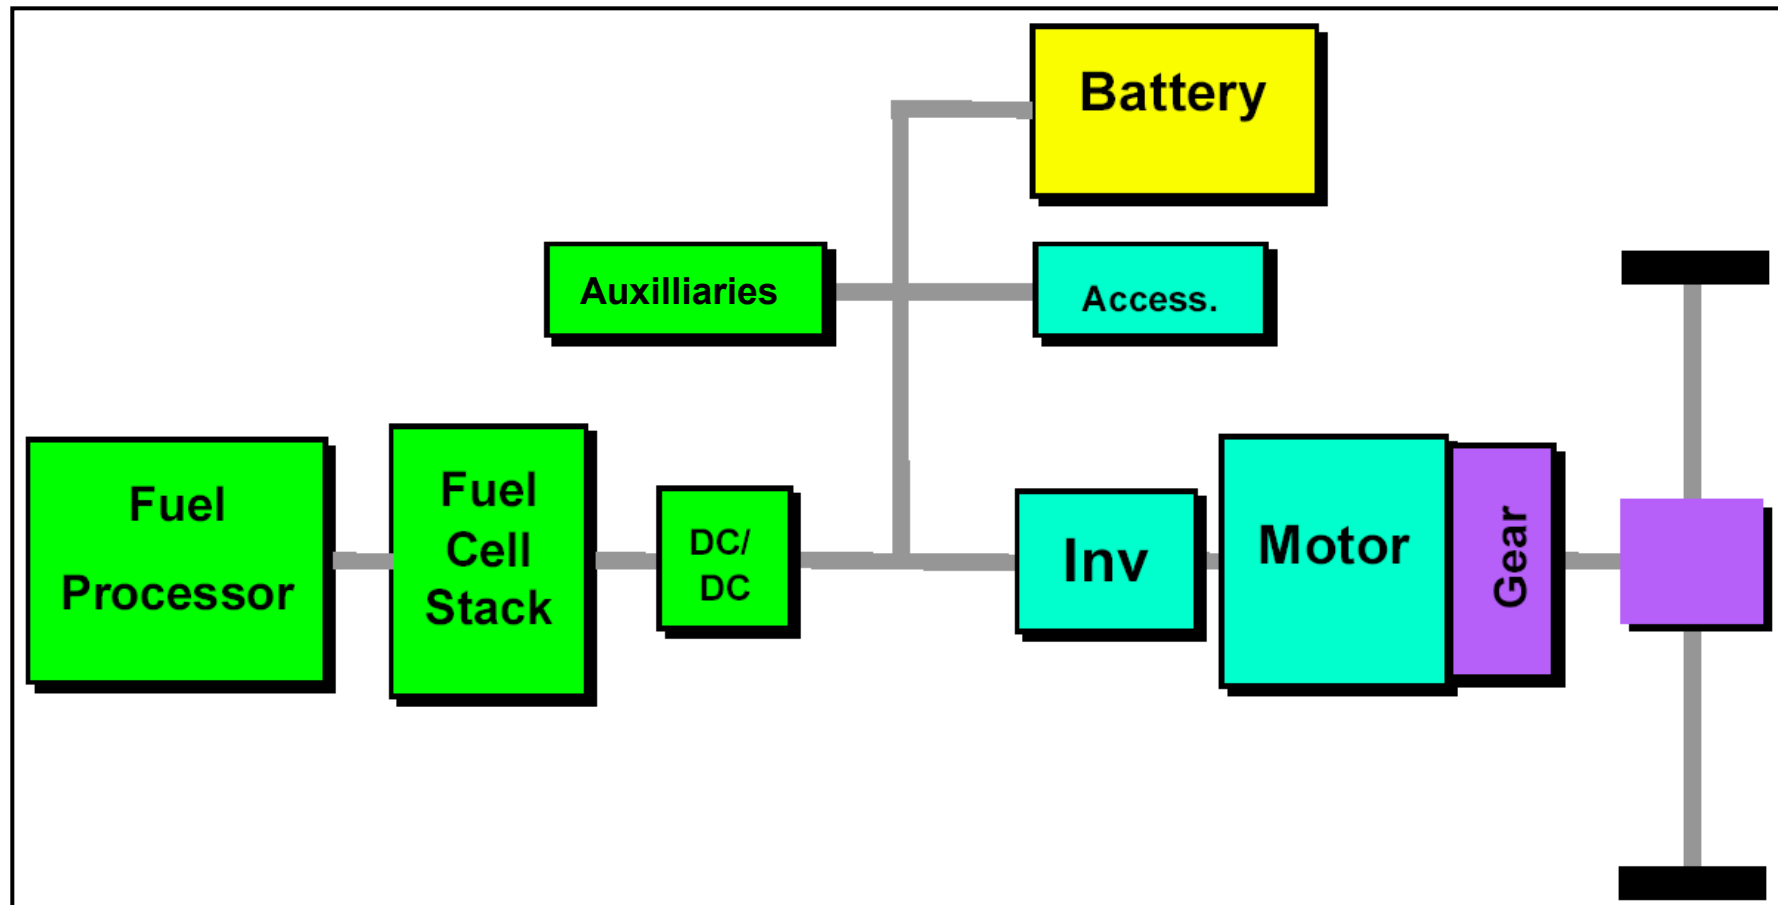 Battery
Auxilliaries
Access.
Fuel
Processor
Fuel
Cell
Stack
DC/
DC
Inv
Motor
Gear